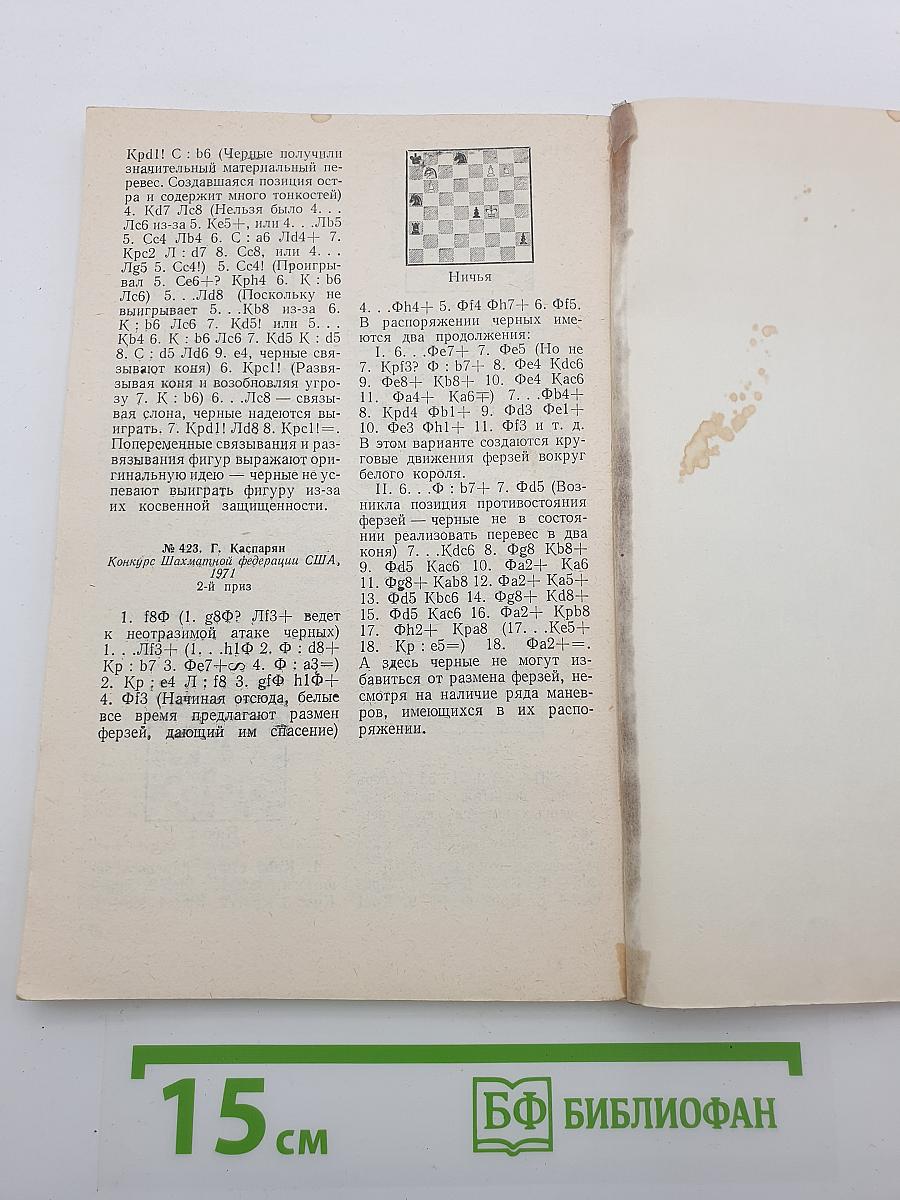 Kpd1! С : b6 (Черные получили
значительный материальный пе-
ревес. Создавшаяся позиция ост-
ра и содержит много тонкостей)
4. Кd7 Лс8 (Нельзя было 4. . .
Лс6 из-за 5. Ке5+, или 4. . .Лb5
5. Сс4 Лb4 6. С : а6 Лd4+ 7.
Крс2 Л : d7 8. Сс8, или 4. . .
Лg5 5. Сс4!) 5. Сс4! (Проигры-
вал 5. Се6+? Крh4 6. К : b6
Лс6) 5. . .Лd8 (Поскольку не
выигрывает 5. . .Кb8 из-за 6.
К : b6 Лс6 7. Кd5! или 5. . .
Кb4 6. К : b6 Лс6 7. Кd5 К : d5
8. С : d5 Лd6 9. е4, черные свя-
зывают коня) 6. Крс1! (Развя-
зывая коня и возобновляя угро-
зу 7. К : b6) 6. . .Лс8 — связы-
вая слона, черные надеются вы-
играть. 7. Kpd1! Лd8 8. Крс1!=.
Попеременные связывания и раз-
вязывания фигур выражают ори-
гинальную идею — черные не ус-
певают выиграть фигуру из-за
их косвенной защищенности.
№ 423. Г. Каспарян
Конкурс Шахматной федерации США,
1971
2-й приз
1. f8Ф (1. g8Ф? Лf3+ ведет
к неотразимой атаке черных)
1. . .Лf3+ (1. . .h1Ф 2. Ф : d8+
Кр : b7 3. Фе7+∽ 4. Ф : а3=)
2. Кр : е4 Л : f8 3. gfФ h1Ф+
4. Фf3 (Начиная отсюда, белые
все время предлагают размен
ферзей, дающий им спасение)
Ничья
4. . .Фh4+ 5. Фf4 Фh7+ 6. Фf5.
В распоряжении черных име-
ются два продолжения:
I. 6. . .Фе7+ 7. Фе5 (Но не
7. Kpf3? Ф : b7+ 8. Фе4 Кdс6
9. Фе8+ Кb8+ 10. Фе4 Кас6
11. Фа4+ Ка6∓) 7. . .Фb4+
8. Kpd4 Фb1+ 9. Фd3 Фе1+
10. Фе3 Фh1+ 11. Фf3 и т. д.
В этом варианте создаются кру-
говые движения ферзей вокруг
белого короля.
II. 6. . .Ф : b7+ 7. Фd5 (Воз-
никла позиция противостояния
ферзей — черные не в состоя-
нии реализовать перевес в два
коня) 7. . .Кdс6 8. Фg8 Кb8+
9. Фd5 Кас6 10. Фа2+ Ка6
11. Фg8+ Каb8 12. Фа2+ Ка5+
13. Фd5 Кbс6 14. Фg8+ Кd8+
15. Фd5 Кас6 16. Фа2+ Крb8
17. Фh2+ Кра8 (17. . .Ке5+
18. Кр : е5=) 18. Фа2+=.
А здесь черные не могут из-
бавиться от размена ферзей, не-
смотря на наличие ряда манев-
ров, имеющихся в их распо-
ряжении.
15 см
БФ БИБЛИОФАН